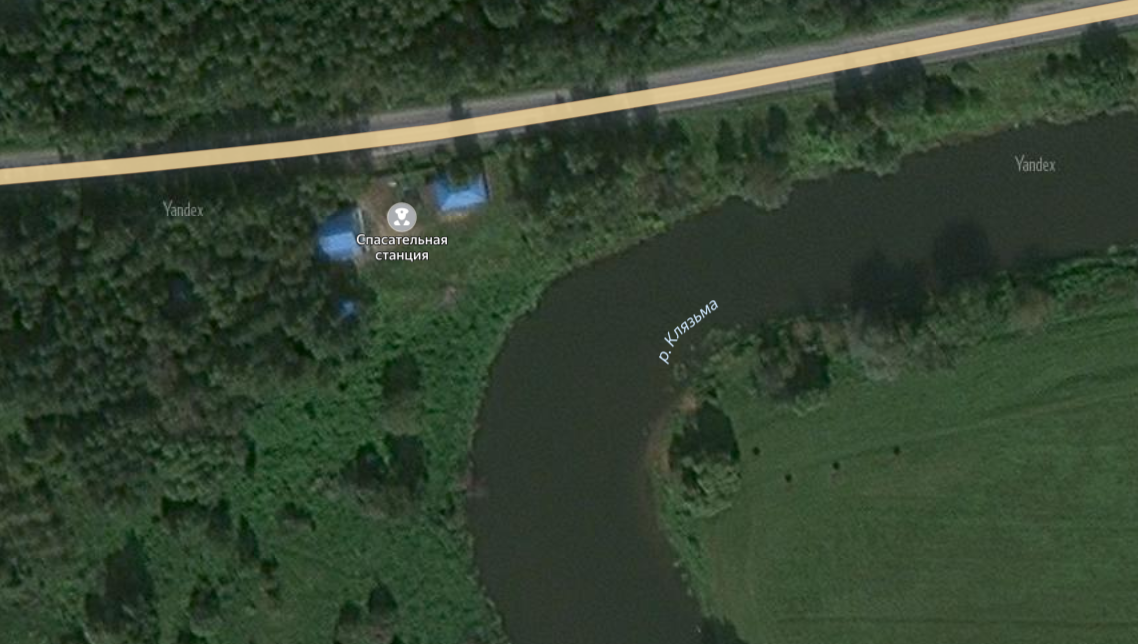 Yandex
Yandex
Спасательная
станция
р. Клязьма